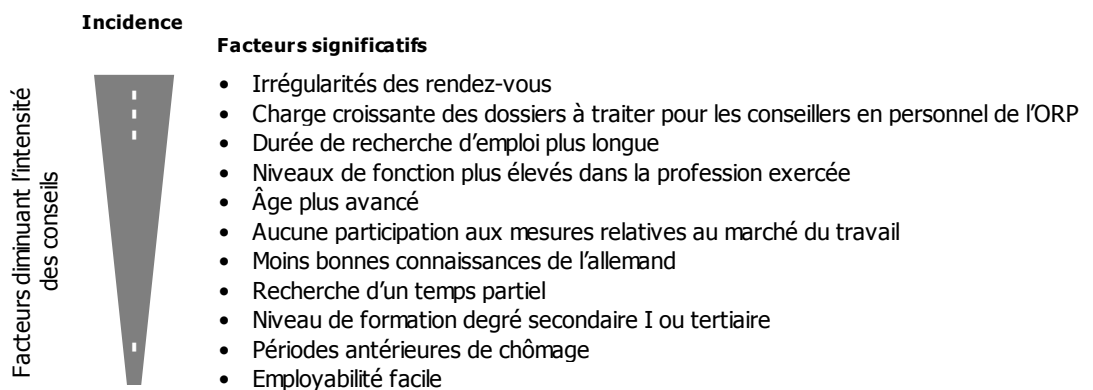 Incidence
Facteurs significatifs
Facteurs diminuant l'intensité
des conseils
• Irrégularités des rendez-vous
• Charge croissante des dossiers à traiter pour les conseillers en personnel de l'ORP
• Durée de recherche d'emploi plus longue
• Niveaux de fonction plus élevés dans la profession exercée
• Âge plus avancé
• Aucune participation aux mesures relatives au marché du travail
• Moins bonnes connaissances de l'allemand
• Recherche d'un temps partiel
• Niveau de formation degré secondaire I ou tertiaire
• Périodes antérieures de chômage
• Employabilité facile